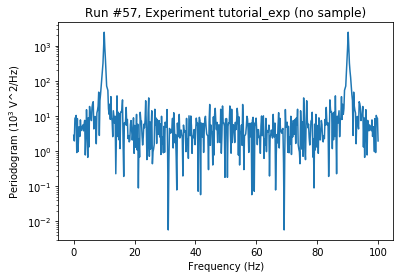 Run #57, Experiment tutorial_exp (no sample)
Periodogram (10³ V^2/Hz)
10³
10²
10¹
10⁰
10⁻¹
10⁻²
0 20 40 60 80 100
Frequency (Hz)